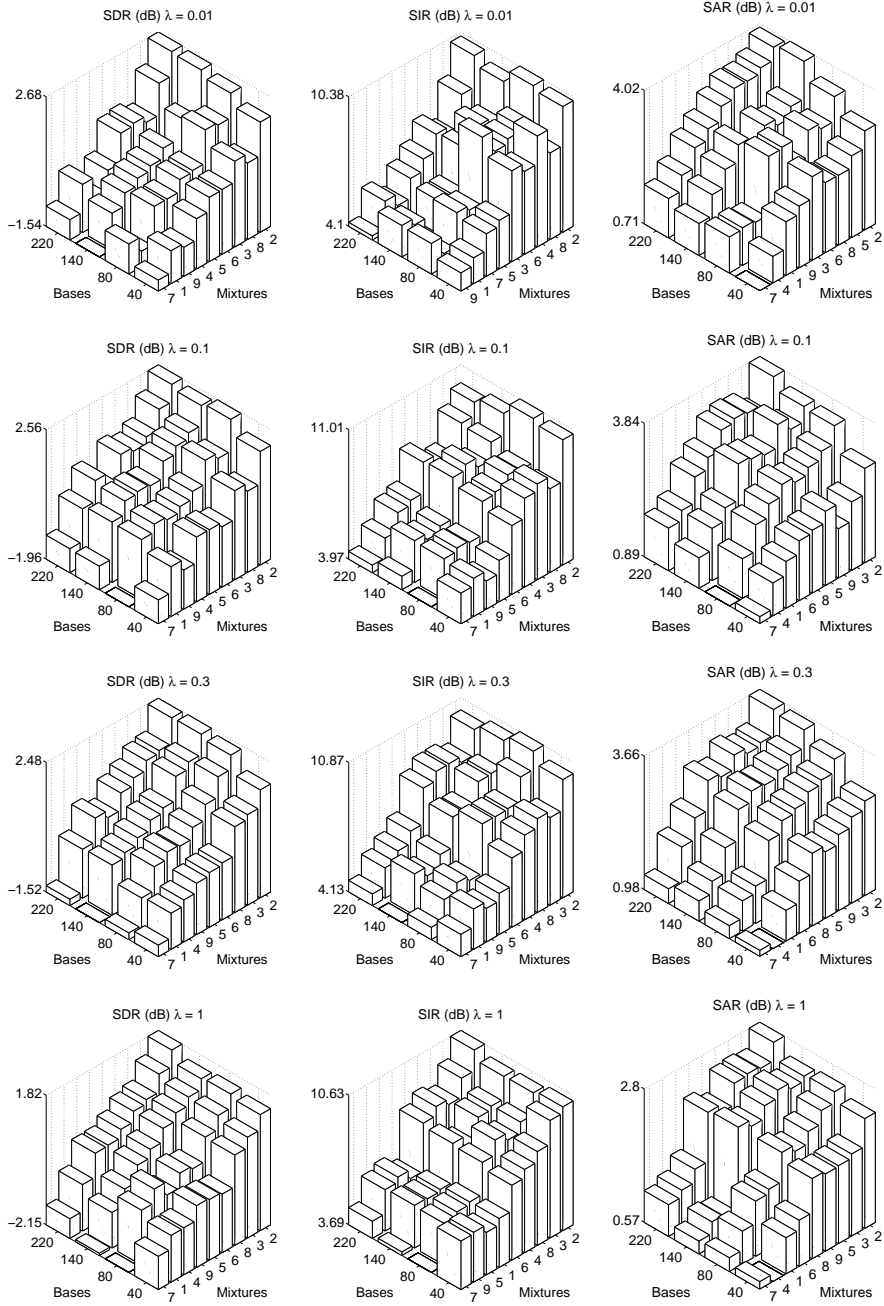 SDR (dB) λ = 0.01
2.68
−1.54
220
140
80
40
Bases
7 1 9 4 5 6 3 8 2
Mixtures
SIR (dB) λ = 0.01
10.38
4.1
220
140
80
40
Bases
9 1 7 5 3 6 4 8 2
Mixtures
SAR (dB) λ = 0.01
4.02
0.71
220
140
80
40
Bases
7 4 1 9 3 6 8 5 2
Mixtures
SDR (dB) λ = 0.1
2.56
−1.96
220
140
80
40
Bases
7 1 9 4 5 6 3 8 2
Mixtures
SIR (dB) λ = 0.1
11.01
3.97
220
140
80
40
Bases
7 1 9 5 4 6 3 8 2
Mixtures
SAR (dB) λ = 0.1
3.84
0.89
220
140
80
40
Bases
7 4 1 6 8 5 9 3 2
Mixtures
SDR (dB) λ = 0.3
2.48
−1.52
220
140
80
40
Bases
7 1 4 9 5 6 8 3 2
Mixtures
SIR (dB) λ = 0.3
10.87
4.13
220
140
80
40
Bases
7 1 9 5 4 6 8 3 2
Mixtures
SAR (dB) λ = 0.3
3.66
0.98
220
140
80
40
Bases
7 4 1 6 8 5 9 3 2
Mixtures
SDR (dB) λ = 1
1.82
−2.15
220
140
80
40
Bases
7 1 4 9 5 6 8 3 2
Mixtures
SIR (dB) λ = 1
10.63
3.69
220
140
80
40
Bases
7 1 9 5 4 6 8 3 2
Mixtures
SAR (dB) λ = 1
2.8
0.57
220
140
80
40
Bases
7 4 1 6 8 5 9 3 2
Mixtures